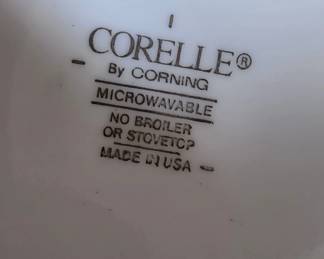 CORELLE®
By CORNING
MICROWAVABLE
NO BROILER
OR STOVETOP
MADE IN USA